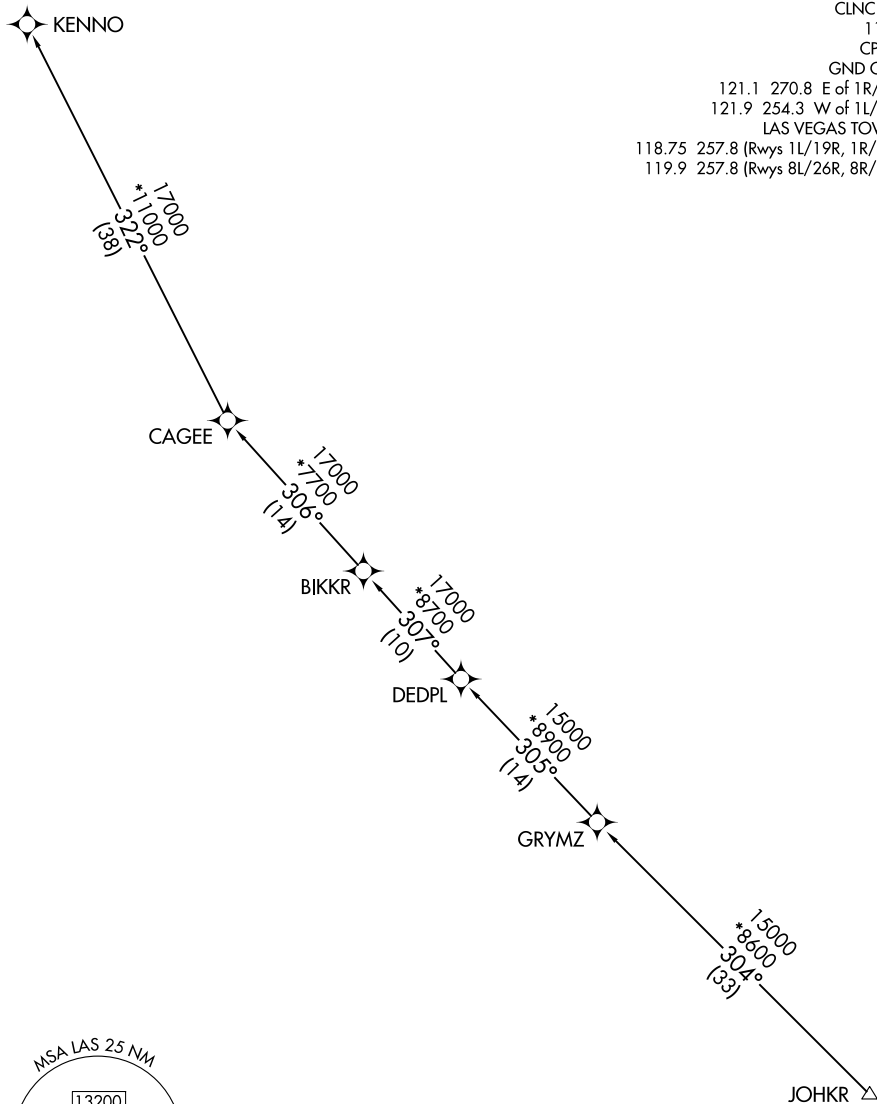 KENNO
CLNC
CP
GND
121.1 270.8 E of 1R/
121.9 254.3 W of 1L/
LAS VEGAS
118.75 257.8 (Rwys 1L/19R, 1R/
119.9 257.8 (Rwys 8L/26R, 8R/
17000
*11000
322°
(38)
CAGEE
17000
*7700
306°
(14)
BIKKR
17000
*8700
307°
(10)
DEDPL
15000
*8900
305°
(14)
GRYMZ
15000
*8600
304°
(33)
JOHKR
MSA LAS 25 NM
13200